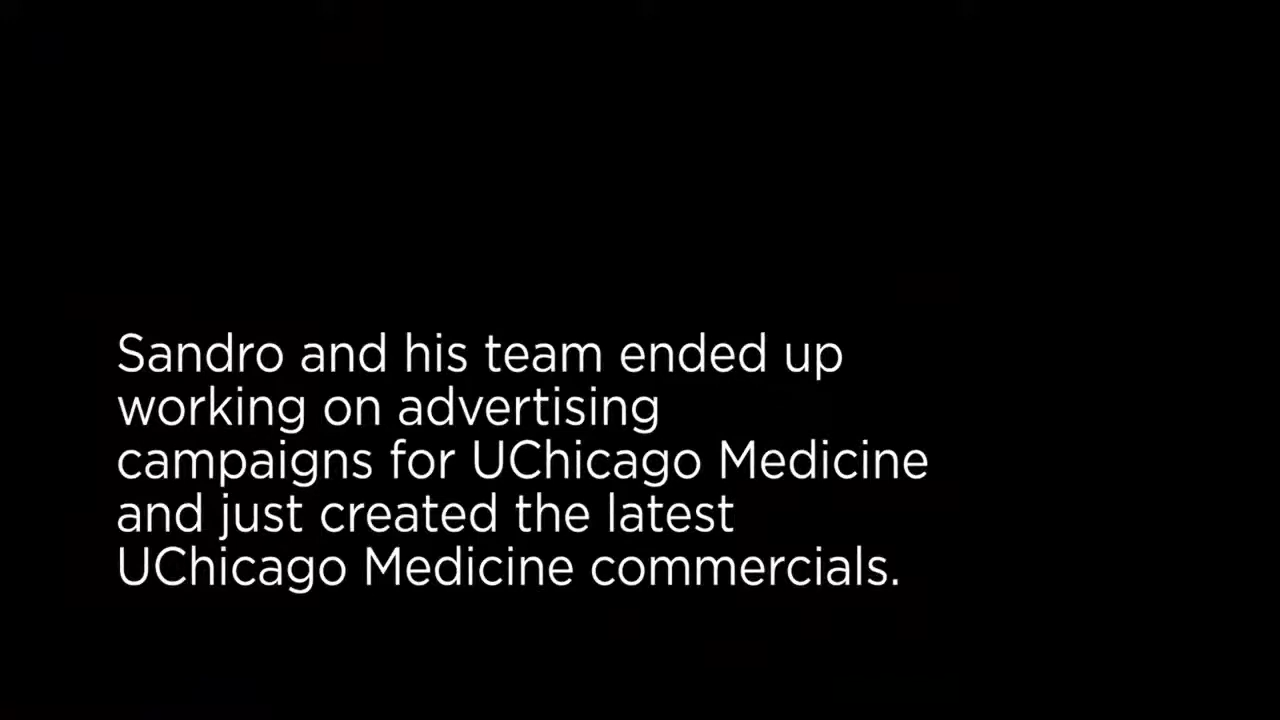 Sandro and his team ended up
working on advertising
campaigns for UChicago Medicine
and just created the latest
UChicago Medicine commercials.